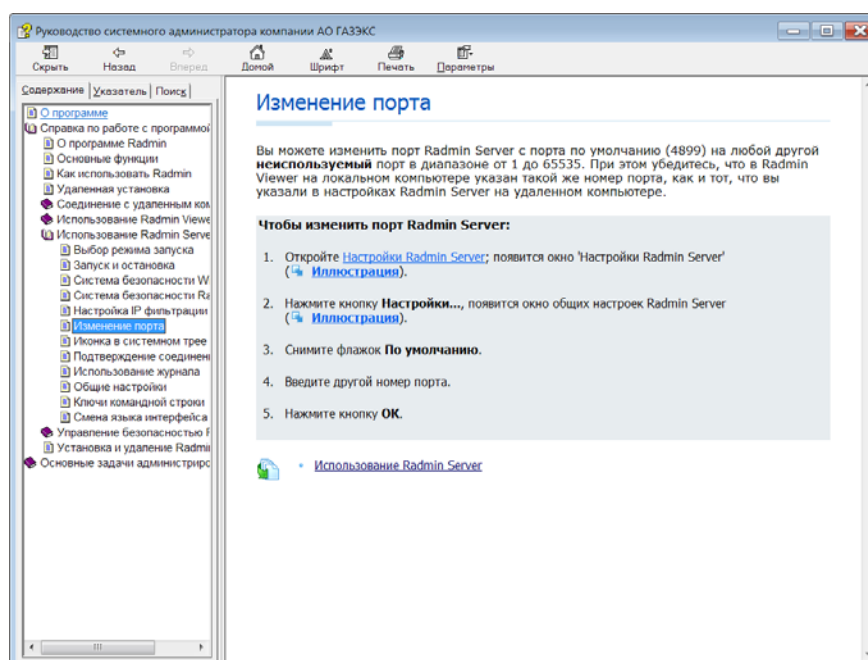 Руководство системного администратора компании АО ГАЗЭКС
Скрыть Назад Вперед Домой Шрифт Печать Параметры
Содержание Указатель Поиск
О программе
Справка по работе с программой
О программе Radmin
Основные функции
Как использовать Radmin
Удаленная установка
Соединение с удаленным ком
Использование Radmin Viewe
Использование Radmin Serve
Выбор режима запуска
Запуск и остановка
Система безопасности W
Система безопасности Ra
Настройка IP фильтрации
Изменение порта
Иконка в системном трее
Подтверждение соединен
Использование журнала
Общие настройки
Ключи командной строки
Смена языка интерфейса
Управление безопасностью F
Установка и удаление Radmi
Основные задачи администриро
Изменение порта
Вы можете изменить порт Radmin Server с порта по умолчанию (4899) на любой другой
неиспользуемый порт в диапазоне от 1 до 65535. При этом убедитесь, что в Radmin
Viewer на локальном компьютере указан такой же номер порта, как и тот, что вы
указали в настройках Radmin Server на удаленном компьютере.
Чтобы изменить порт Radmin Server:
1. Откройте Настройки Radmin Server; появится окно 'Настройки Radmin Server'
(Иллюстрация).
2. Нажмите кнопку Настройки..., появится окно общих настроек Radmin Server
(Иллюстрация).
3. Снимите флажок По умолчанию.
4. Введите другой номер порта.
5. Нажмите кнопку OK.
• Использование Radmin Server